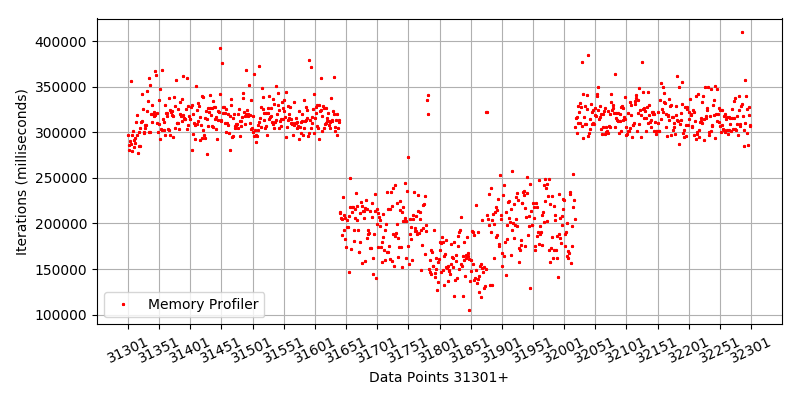 400000
350000
300000
250000
200000
150000
100000
Iterations (milliseconds)
Memory Profiler
31301 31351 31401 31451 31501 31551 31601 31651 31701 31751 31801 31851 31901 31951 32001 32051 32101 32151 32201 32251 32301
Data Points 31301+